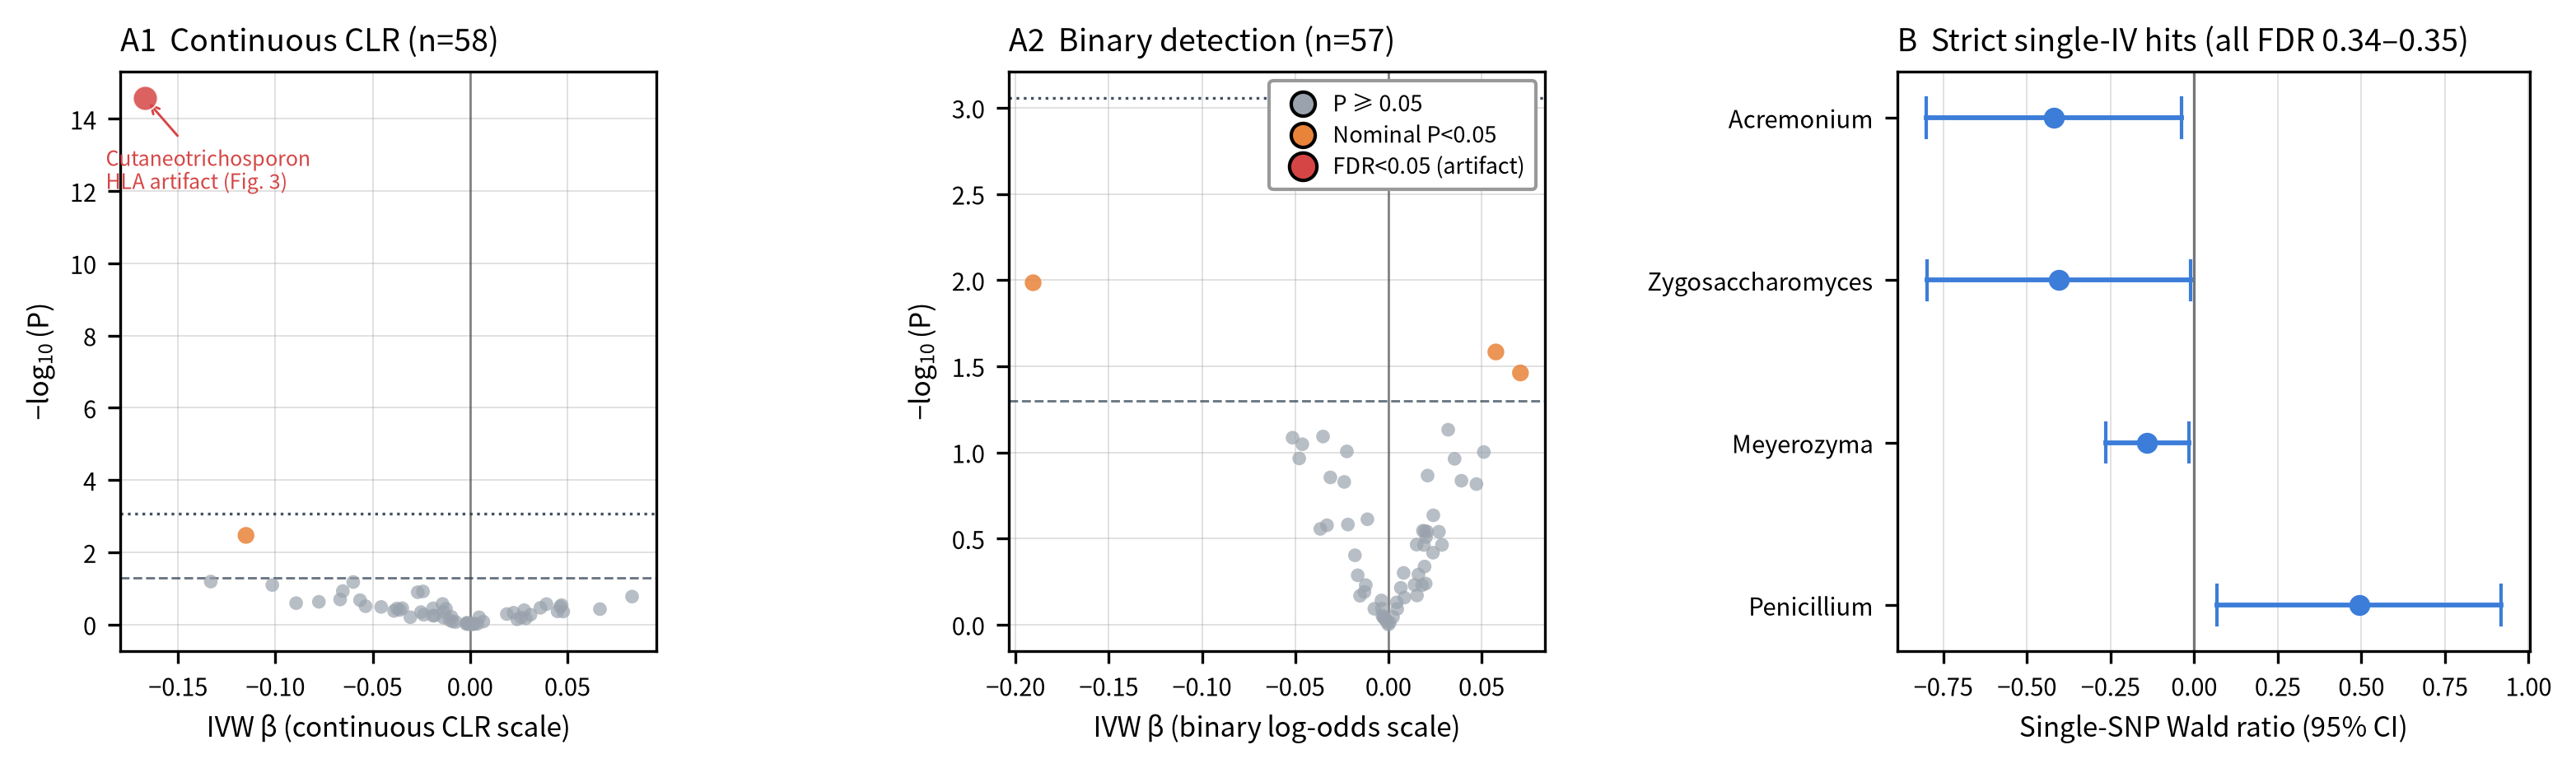 A1 Continuous CLR (n=58)
14
12
10
8
6
4
2
0
−log₁₀ (P)
Cutaneotrichosporon
HLA artifact (Fig. 3)
−0.15 −0.10 −0.05 0.00 0.05
IVW β (continuous CLR scale)
A2 Binary detection (n=57)
3.0
2.5
2.0
1.5
1.0
0.5
0.0
−log₁₀ (P)
P ⩾ 0.05
Nominal P<0.05
FDR<0.05 (artifact)
−0.20 −0.15 −0.10 −0.05 0.00 0.05
IVW β (binary log-odds scale)
B Strict single-IV hits (all FDR 0.34–0.35)
Acremonium
Zygosaccharomyces
Meyerozyma
Penicillium
−0.75 −0.50 −0.25 0.00 0.25 0.50 0.75 1.00
Single-SNP Wald ratio (95% CI)